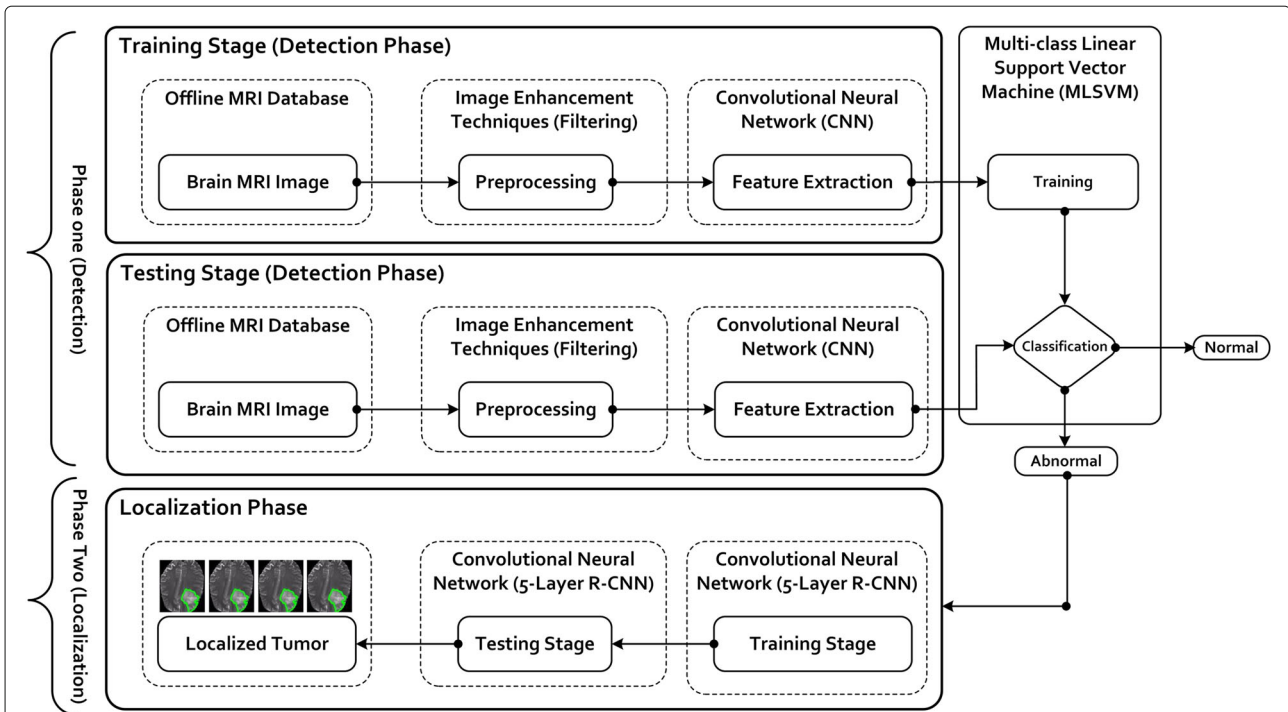 Phase one (Detection)
Training Stage (Detection Phase)
Offline MRI Database
Brain MRI Image
Image Enhancement
Techniques (Filtering)
Preprocessing
Convolutional Neural
Network (CNN)
Feature Extraction
Multi-class Linear
Support Vector
Machine (MLSVM)
Training
Classification
Normal
Abnormal
Testing Stage (Detection Phase)
Offline MRI Database
Brain MRI Image
Image Enhancement
Techniques (Filtering)
Preprocessing
Convolutional Neural
Network (CNN)
Feature Extraction
Phase Two (Localization)
Localization Phase
Localized Tumor
Convolutional Neural
Network (5-Layer R-CNN)
Testing Stage
Convolutional Neural
Network (5-Layer R-CNN)
Training Stage